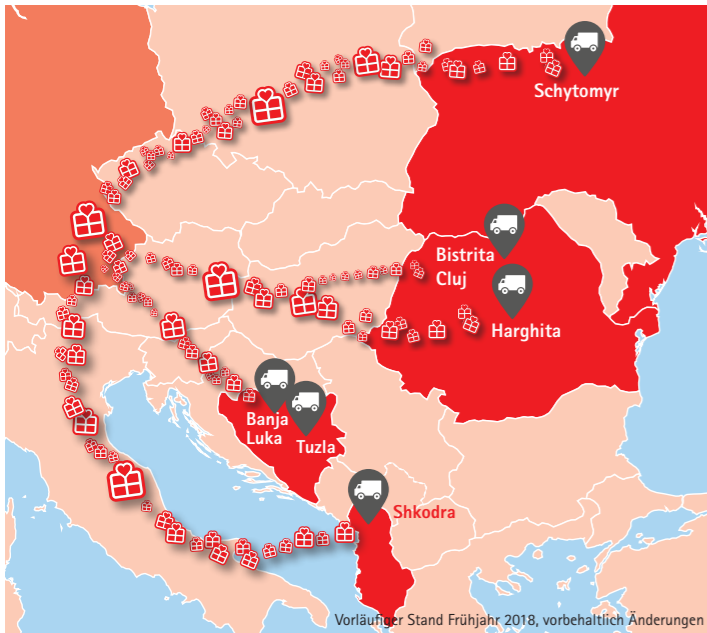 Schytomyr
Bistrita
Cluj
Harghita
Banja
Luka
Tuzla
Shkodra
Vorläufiger Stand Frühjahr 2018, vorbehaltlich Änderungen